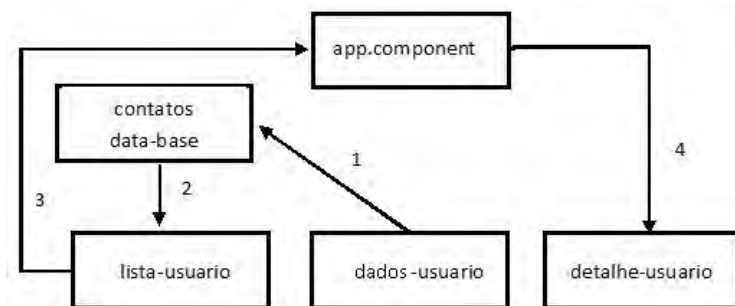 app.component
contatos
data-base
1
2
3
4
lista-usuario
dados-usuario
detalhe-usuario